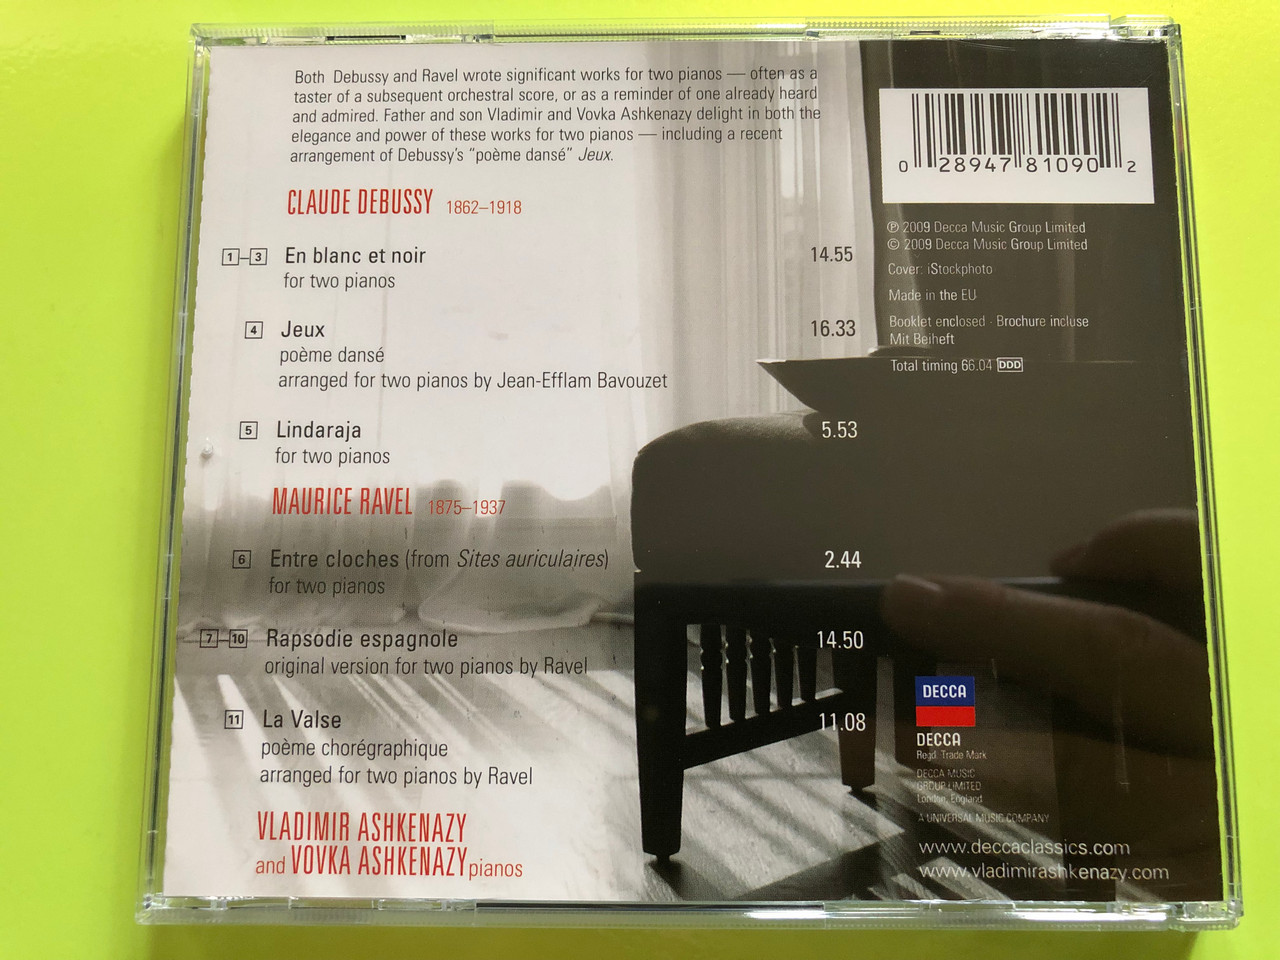 Both Debussy and Ravel wrote significant works for two pianos — often as a
taster of a subsequent orchestral score, or as a reminder of one already heard
and admired. Father and son Vladimir and Vovka Ashkenazy delight in both the
elegance and power of these works for two pianos — including a recent
arrangement of Debussy's "poème dansé" Jeux.
CLAUDE DEBUSSY 1862–1918
1–3 En blanc et noir 14.55
for two pianos
4 Jeux 16.33
poème dansé
arranged for two pianos by Jean-Efflam Bavouzet
5 Lindaraja 5.53
for two pianos
MAURICE RAVEL 1875–1937
6 Entre cloches (from Sites auriculaires) 2.44
for two pianos
7–10 Rapsodie espagnole 14.50
original version for two pianos by Ravel
11 La Valse 11.08
poème chorégraphique
arranged for two pianos by Ravel
VLADIMIR ASHKENAZY
and VOVKA ASHKENAZY pianos
0 28947 81090 2
℗ 2009 Decca Music Group Limited
© 2009 Decca Music Group Limited
Cover: iStockphoto
Made in the EU
Booklet enclosed · Brochure incluse
Mit Beiheft
Total timing 66.04 DDD
DECCA
DECCA
Regd. Trade Mark
DECCA MUSIC
GROUP LIMITED
London, England
A UNIVERSAL MUSIC COMPANY
www.deccaclassics.com
www.vladimirashkenazy.com